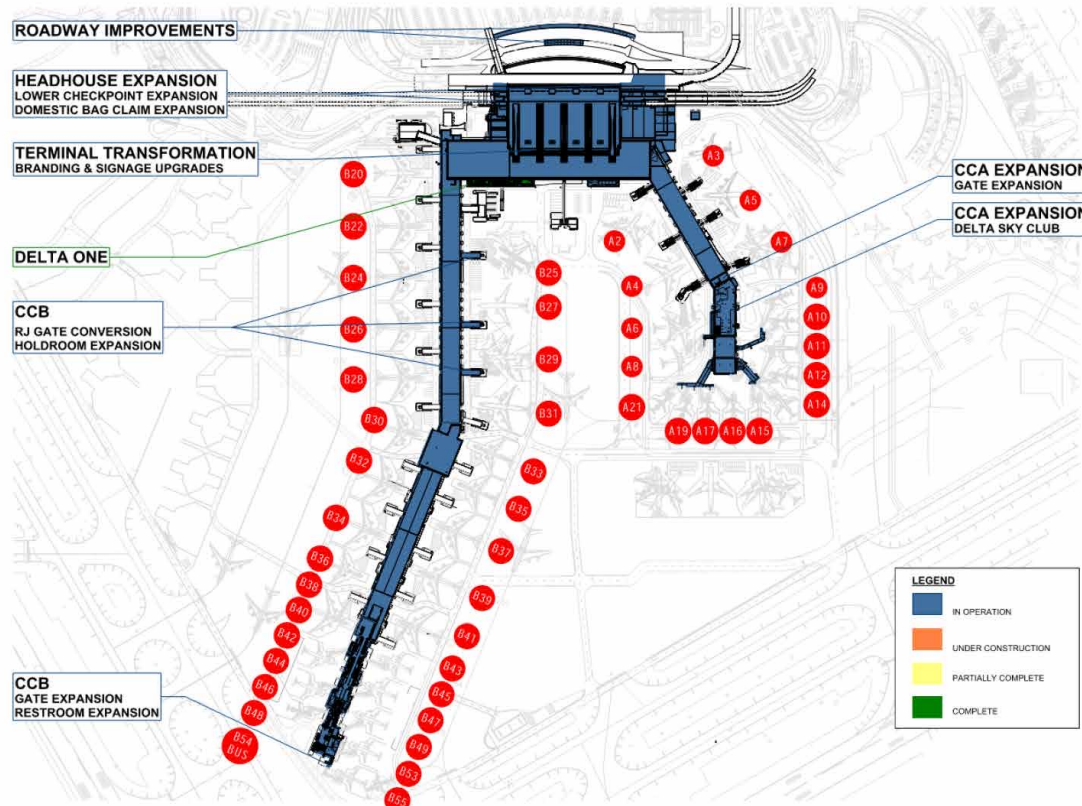 ROADWAY IMPROVEMENTS
HEADHOUSE EXPANSION
LOWER CHECKPOINT EXPANSION
DOMESTIC BAG CLAIM EXPANSION
TERMINAL TRANSFORMATION
BRANDING & SIGNAGE UPGRADES
DELTA ONE
CCB
RJ GATE CONVERSION
HOLDROOM EXPANSION
CCB
GATE EXPANSION
RESTROOM EXPANSION
CCA EXPANSION
GATE EXPANSION
CCA EXPANSION
DELTA SKY CLUB
B20
B22
B24
B26
B28
B30
B32
B34
B36
B38
B40
B42
B44
B46
B48
B54
BUS
B25
B27
B29
B31
B33
B35
B37
B39
B41
B43
B45
B47
B49
B53
B55
A2
A4
A6
A8
A21
A19
A17
A16
A15
A3
A5
A7
A9
A10
A11
A12
A14
LEGEND
IN OPERATION
UNDER CONSTRUCTION
PARTIALLY COMPLETE
COMPLETE